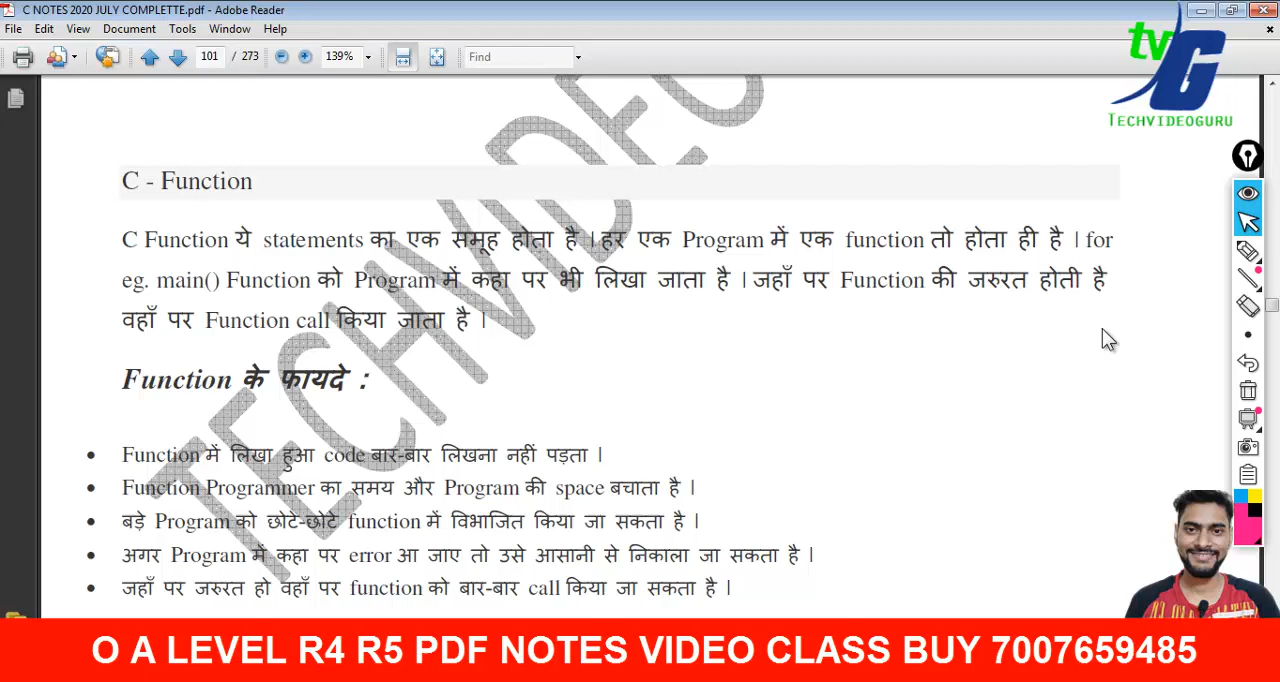 C NOTES 2020 JULY COMPLETTE.pdf - Adobe Reader
File Edit View Document Tools Window Help
101 / 273 139% Find
tv G
TECHVIDEOGURU
C - Function
C Function ये statements का एक समूह होता है | हर एक Program में एक function तो होता ही है | for
eg. main() Function को Program में कहा पर भी लिखा जाता है | जहाँ पर Function की जरुरत होती है
वहाँ पर Function call किया जाता है |
Function के फायदे :
Function में लिखा हुआ code बार-बार लिखना नहीं पड़ता |
Function Programmer का समय और Program की space बचाता है |
बड़े Program को छोटे-छोटे function में विभाजित किया जा सकता है |
अगर Program में कहा पर error आ जाए तो उसे आसानी से निकाला जा सकता है |
जहाँ पर जरुरत हो वहाँ पर function को बार-बार call किया जा सकता है |
TECHVIDEO
O A LEVEL R4 R5 PDF NOTES VIDEO CLASS BUY 7007659485